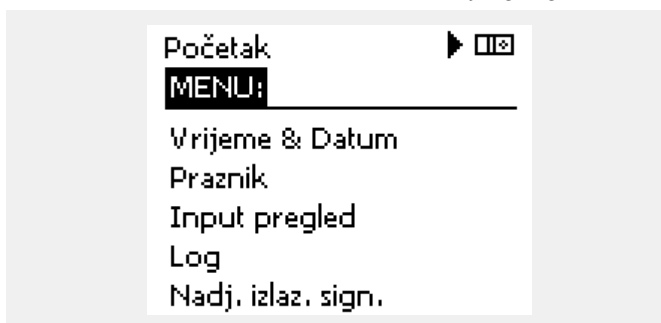 Početak
MENU:
Vrijeme & Datum
Praznik
Input pregled
Log
Nadj. izlaz. sign.